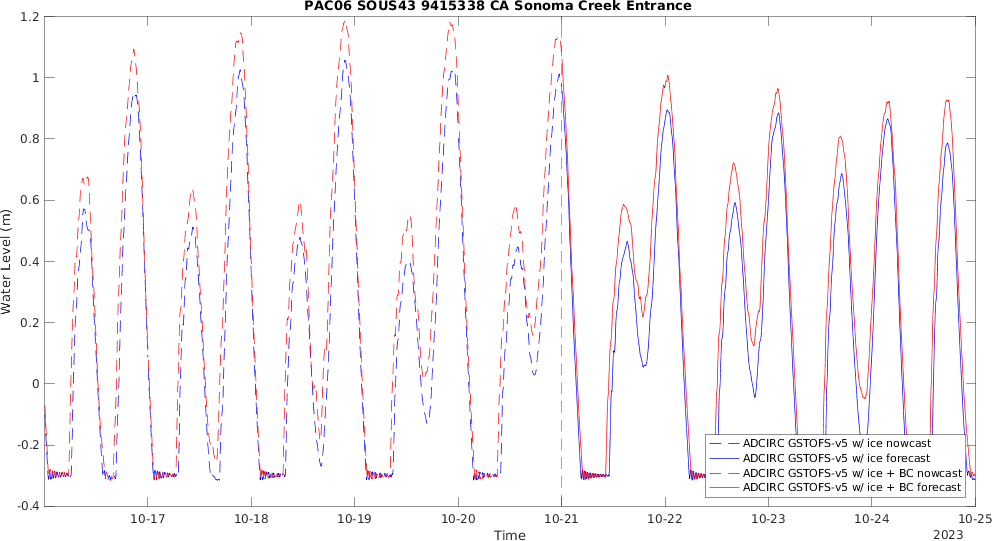 PAC06 SOUS43 9415338 CA Sonoma Creek Entrance
1.2
1
0.8
0.6
0.4
0.2
0
-0.2
-0.4
Water Level (m)
10-17
10-18
10-19
10-20
10-21
10-22
10-23
10-24
10-25
Time
2023
ADCIRC GSTOFS-v5 w/ ice nowcast
ADCIRC GSTOFS-v5 w/ ice forecast
ADCIRC GSTOFS-v5 w/ ice + BC nowcast
ADCIRC GSTOFS-v5 w/ ice + BC forecast